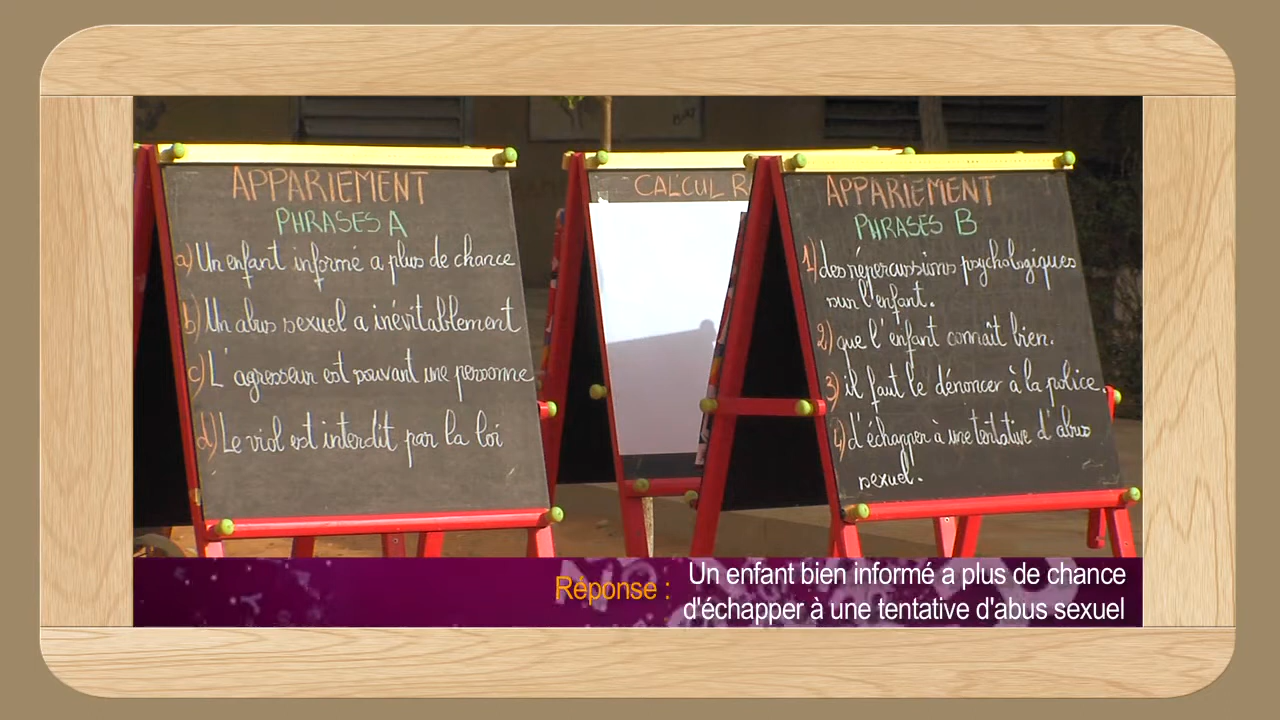 APPARIEMENT
PHRASES A
a) Un enfant informé a plus de chance
b) Un abus sexuel a inévitablement
c) L'agresseur est souvant une personne
d) Le viol est interdit par la loi
CALCUL R
APPARIEMENT
PHRASES B
1) des répercussions psychologiques
sur l'enfant.
2) que l'enfant connaît bien.
3) il faut le dénoncer à la police.
4) d'échapper à une tentative d'abus
sexuel.
Réponse : Un enfant bien informé a plus de chance
d'échapper à une tentative d'abus sexuel